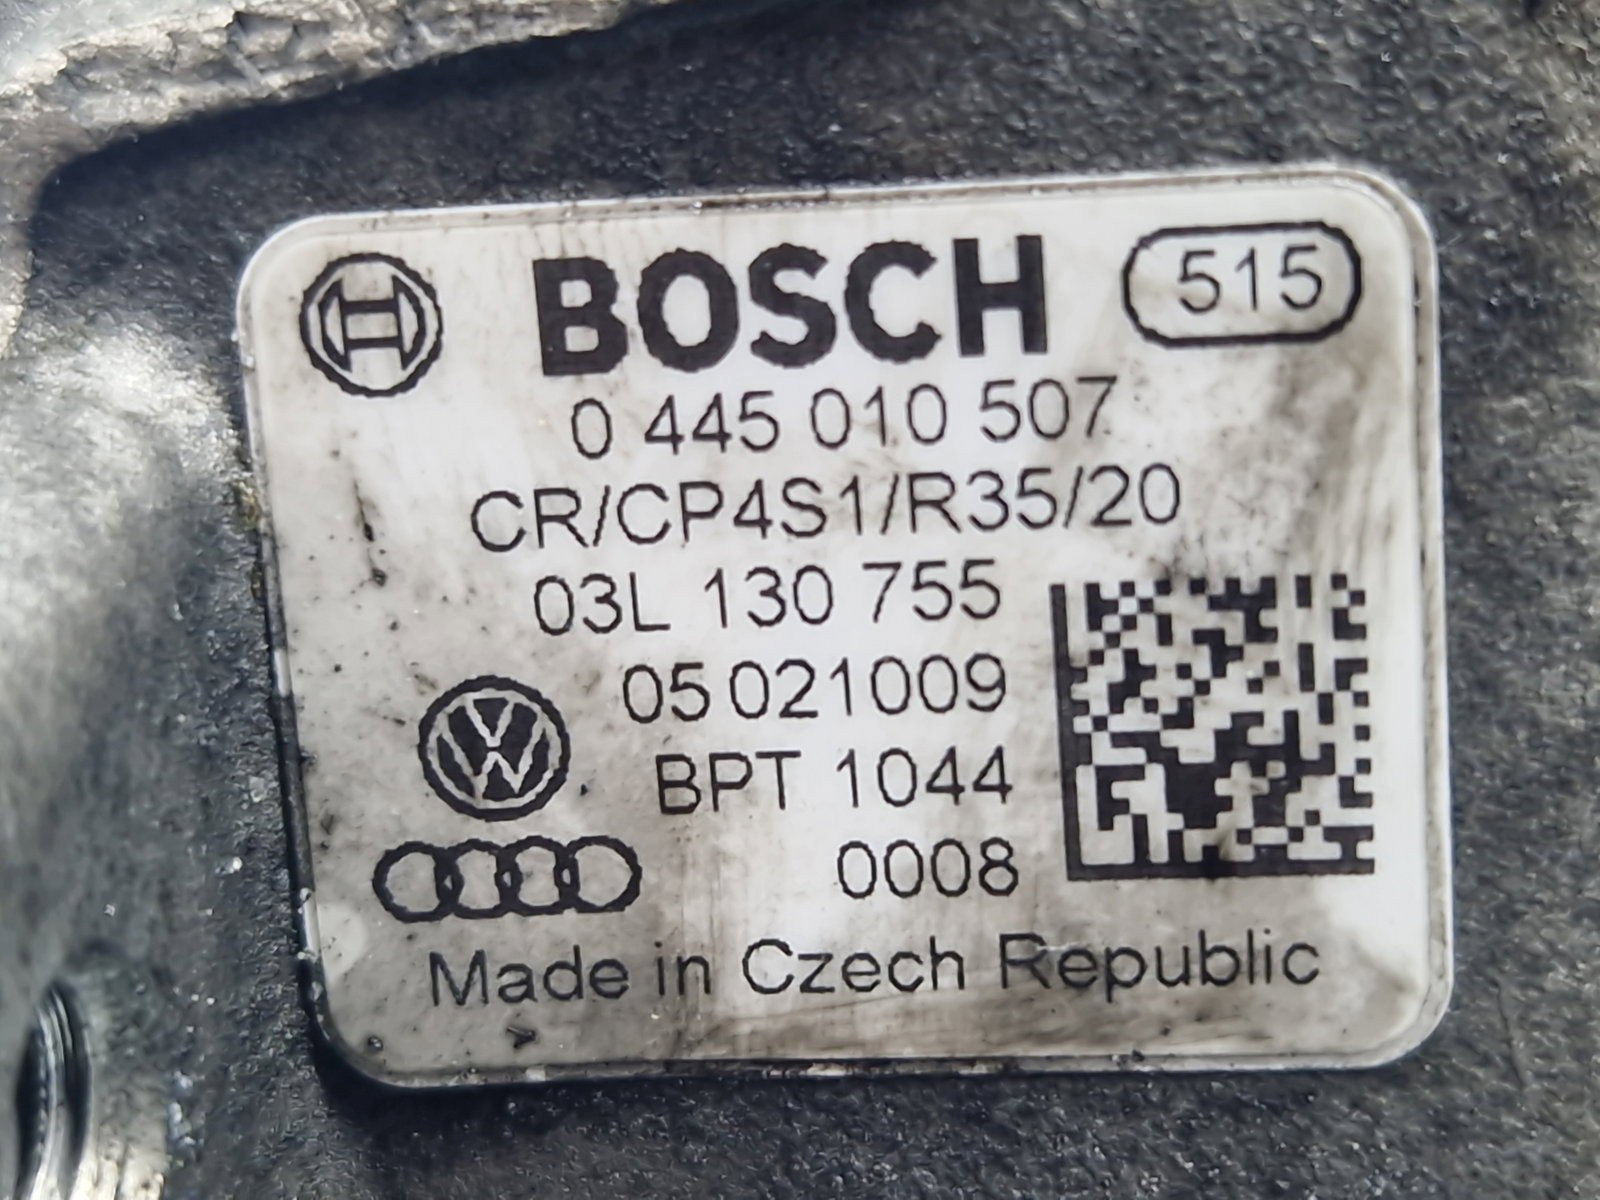 BOSCH 515
0 445 010 507
CR/CP4S1/R35/20
03L 130 755
05 021009
BPT 1044
0008
Made in Czech Republic